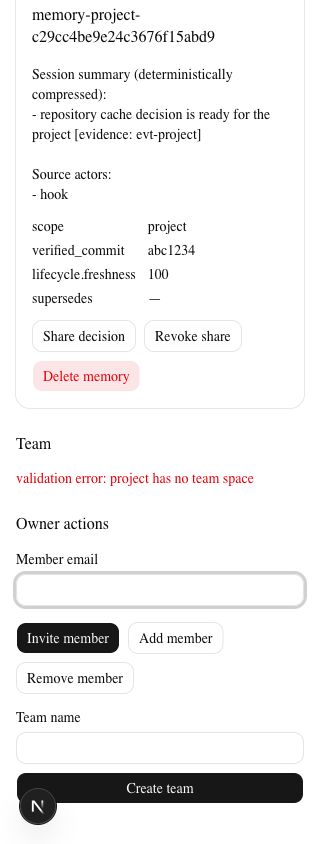 memory-project-
c29cc4be9e24c3676f15abd9
Session summary (deterministically
compressed):
- repository cache decision is ready for the
project [evidence: evt-project]
Source actors:
- hook
scope project
verified_commit abc1234
lifecycle.freshness 100
supersedes —
Share decision Revoke share
Delete memory
Team
validation error: project has no team space
Owner actions
Member email
Invite member Add member
Remove member
Team name
Create team
N